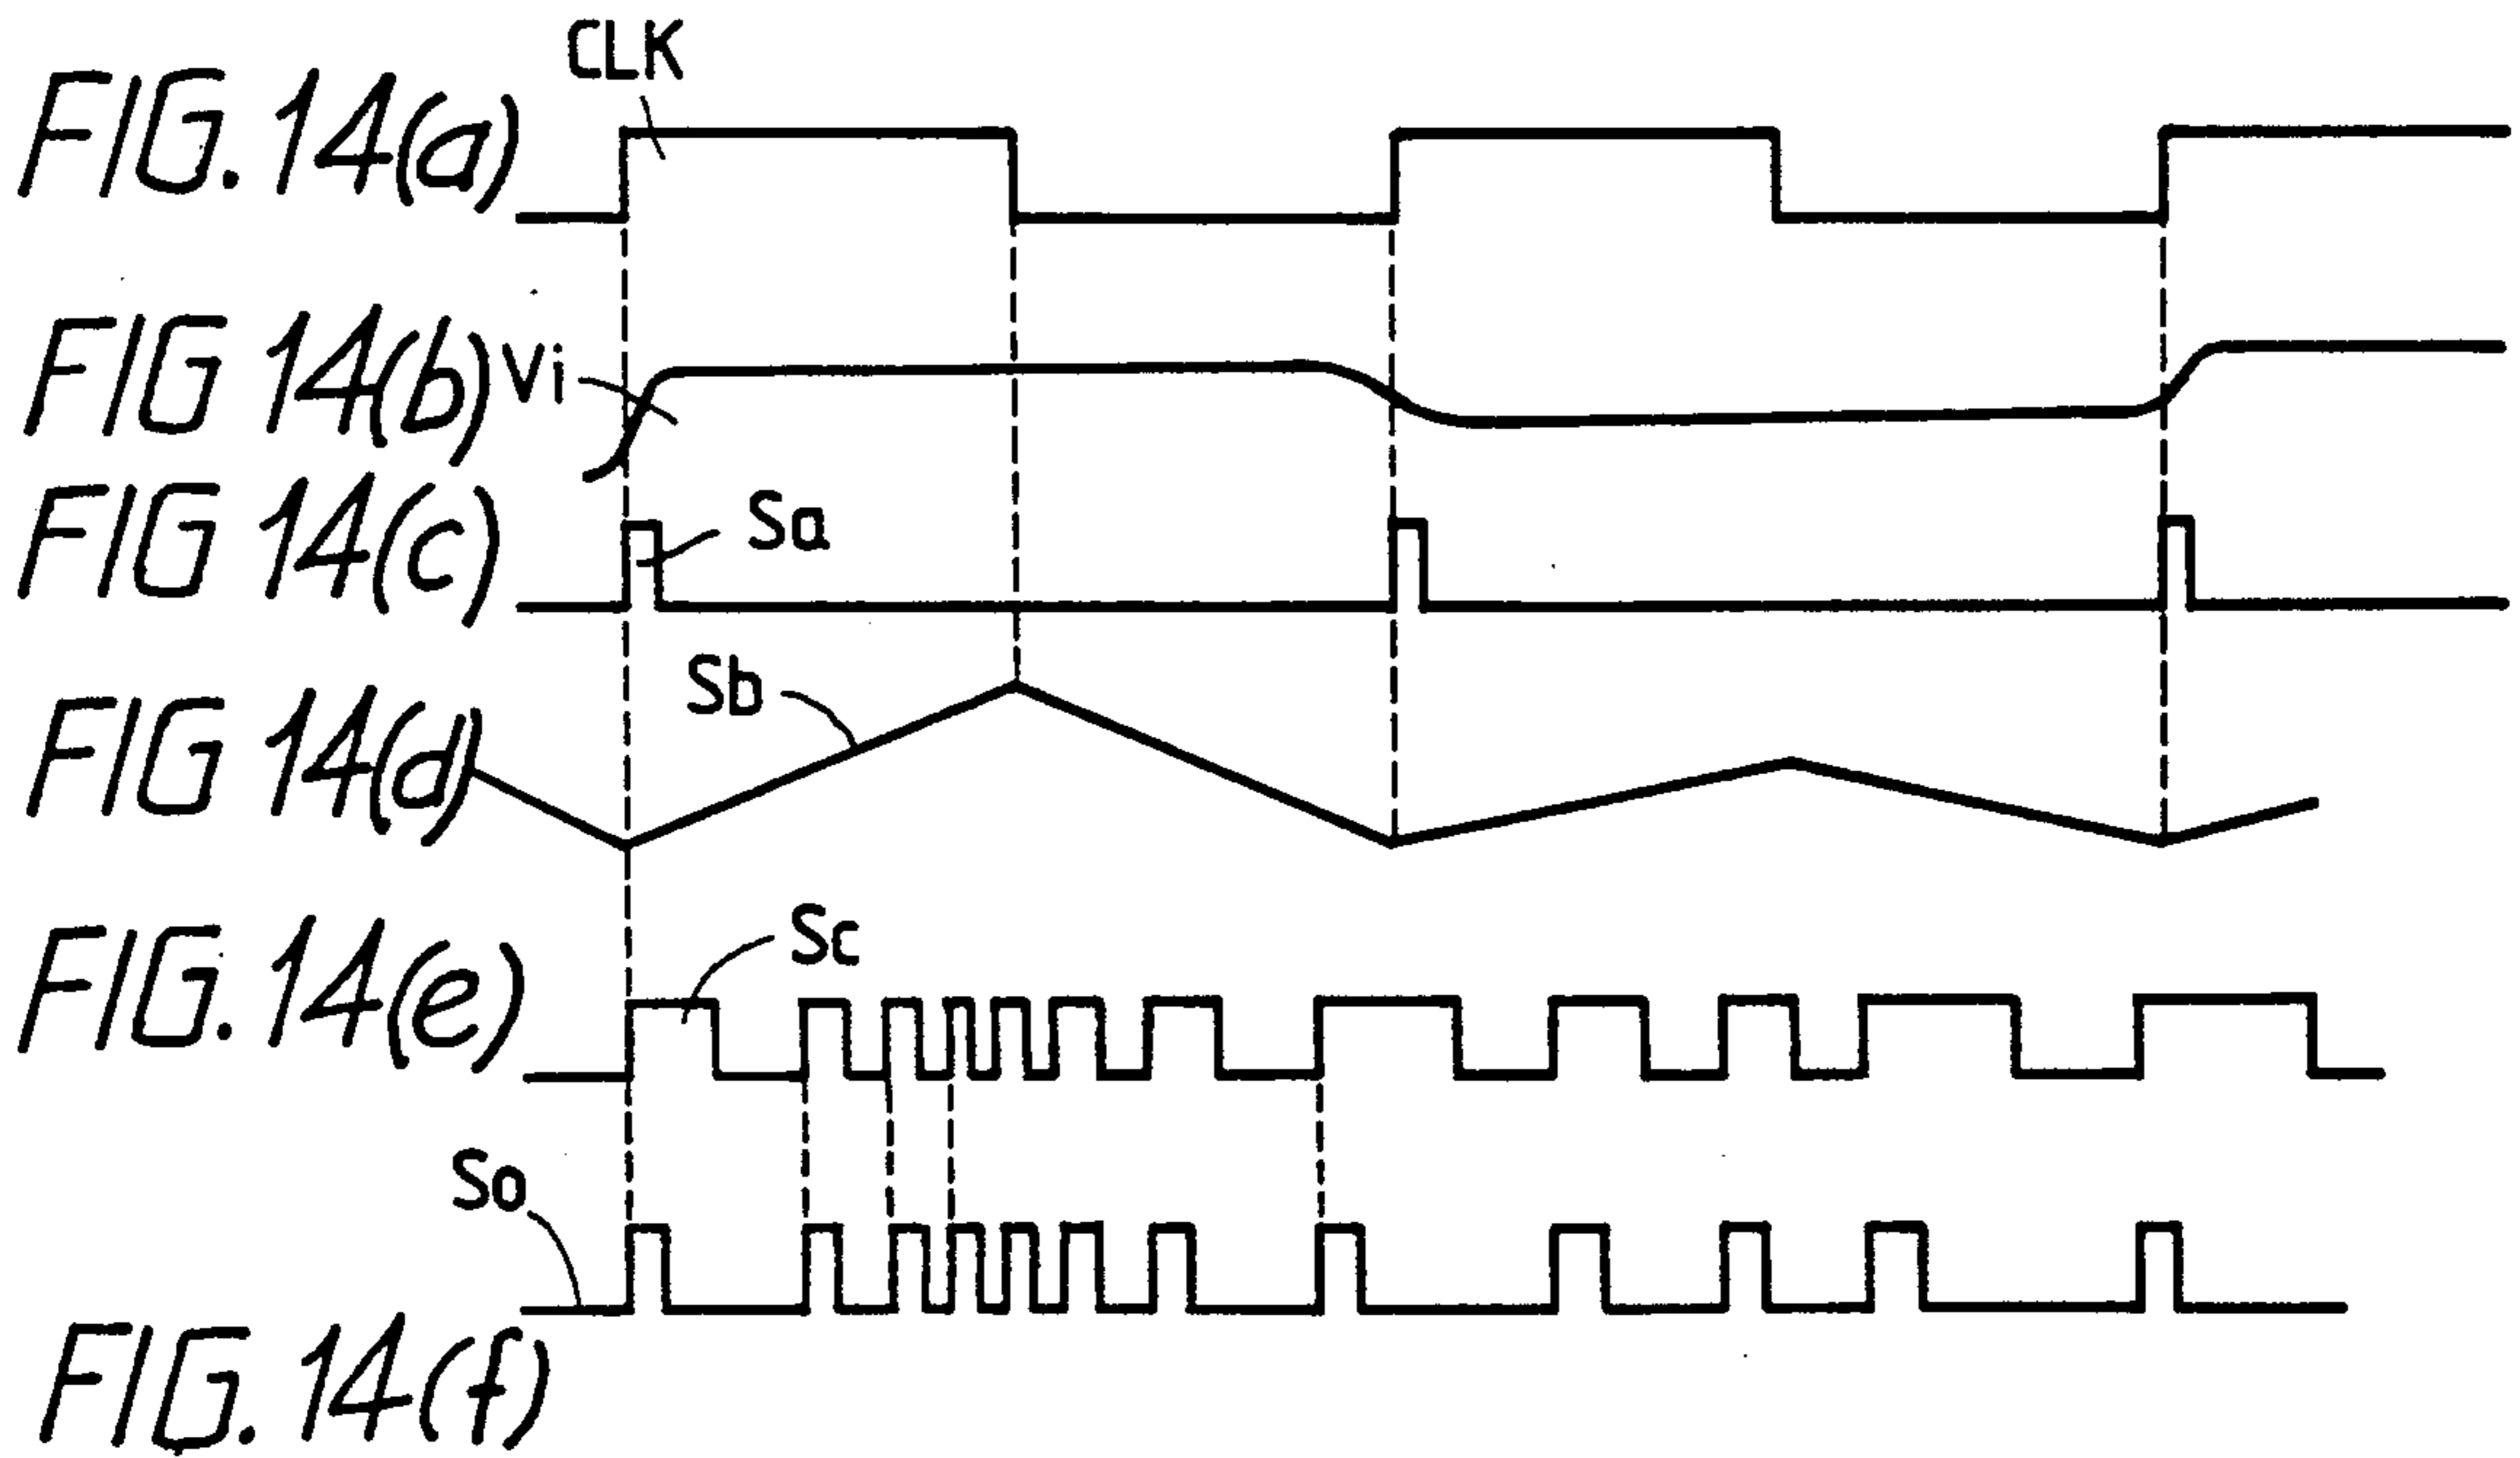 CLK
FIG. 14(a)
FIG 14(b) Vi
FIG 14(c)
Sa
Sb
FIG 14(d)
Sc
FIG. 14(e)
So
FIG. 14(f)